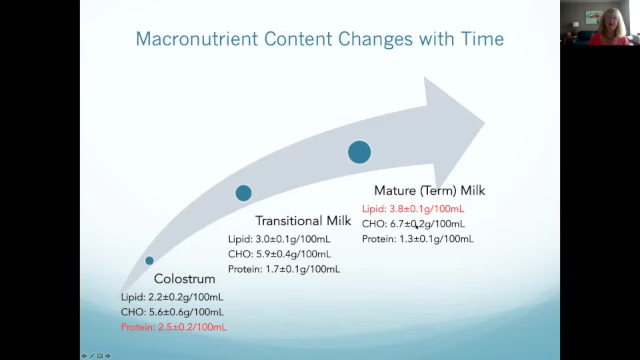 Macronutrient Content Changes with Time
Colostrum
Lipid: 2.2±0.2g/100mL
CHO: 5.6±0.6g/100mL
Protein: 2.5±0.2/100mL
Transitional Milk
Lipid: 3.0±0.1g/100mL
CHO: 5.9±0.4g/100mL
Protein: 1.7±0.1g/100mL
Mature (Term) Milk
Lipid: 3.8±0.1g/100mL
CHO: 6.7±0.2g/100mL
Protein: 1.3±0.1g/100mL